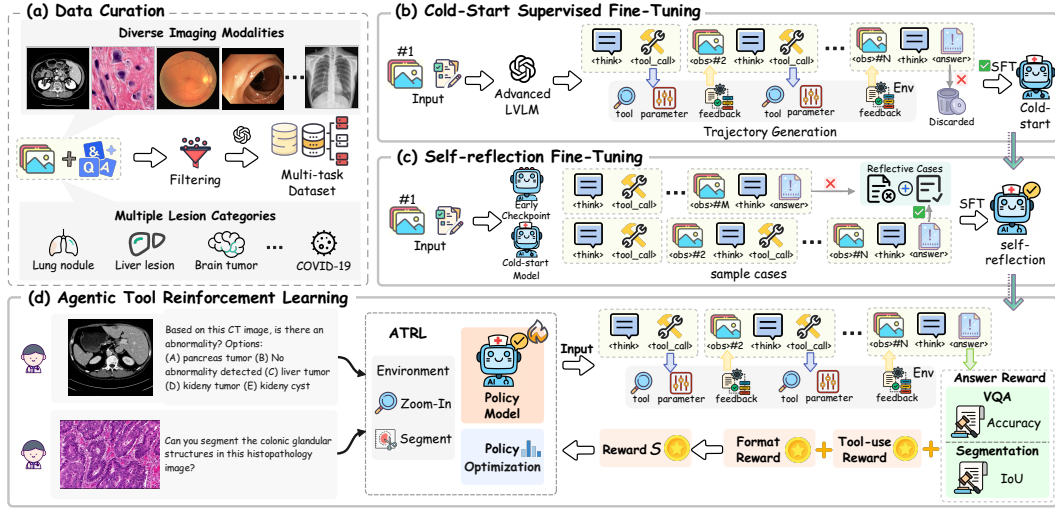 (a) Data Curation
Diverse Imaging Modalities
& Q A
Filtering
Multi-task
Dataset
Multiple Lesion Categories
Lung nodule
Liver lesion
Brain tumor
COVID-19
(b) Cold-Start Supervised Fine-Tuning
#1
Input
Advanced
LVLM
<think> <tool_call> <obs>#2 <think> <tool_call> ... <obs>#N <think> <answer>
tool parameter feedback tool parameter feedback Env
Trajectory Generation
Discarded
SFT
Cold-
start
(c) Self-reflection Fine-Tuning
#1
Input
Early
Checkpoint
Cold-start
Model
<think> <tool_call> ... <obs>#M <think> <answer>
<think> <tool_call> <obs>#2 <think> <tool_call> ... <obs>#N <think> <answer>
sample cases
Reflective Cases
SFT
self-
reflection
(d) Agentic Tool Reinforcement Learning
Based on this CT image, is there an
abnormality? Options:
(A) pancreas tumor (B) No
abnormality detected (C) liver tumor
(D) kideny tumor (E) kideny cyst
Can you segment the colonic glandular
structures in this histopathology
image?
ATRL
Environment
Zoom-In
Segment
AI
Policy
Model
Policy
Optimization
Input
<think> <tool_call> <obs>#2 <think> <tool_call> ... <obs>#N <think> <answer>
tool parameter feedback tool parameter feedback Env
Answer Reward
VQA
Accuracy
Segmentation
IoU
Reward S
Format
Reward
+
Tool-use
Reward
+